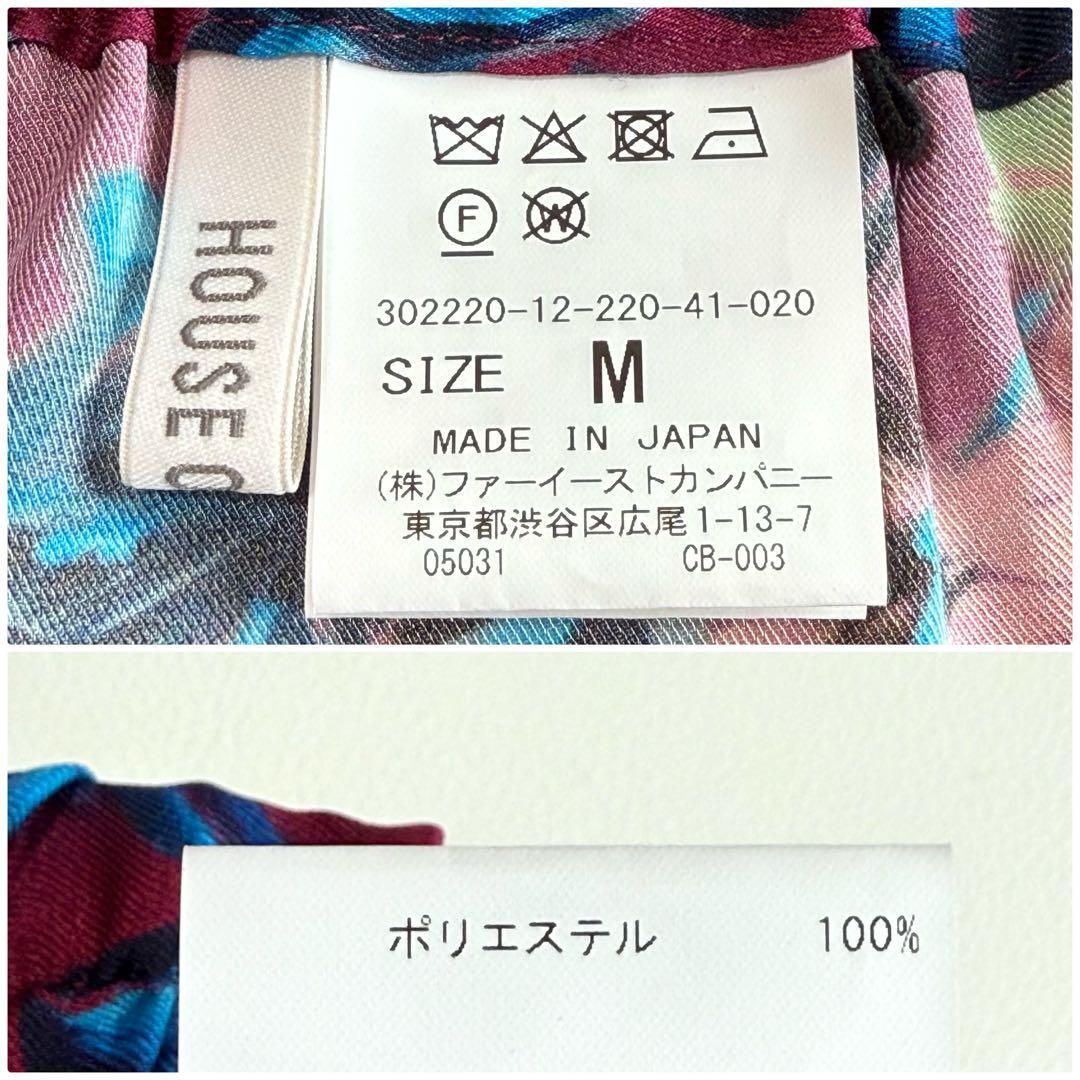 HOUSE
F
W
302220-12-220-41-020
SIZE M
MADE IN JAPAN
(株)ファーイーストカンパニー
東京都渋谷区広尾1-13-7
05031 CB-003
ポリエステル 100%